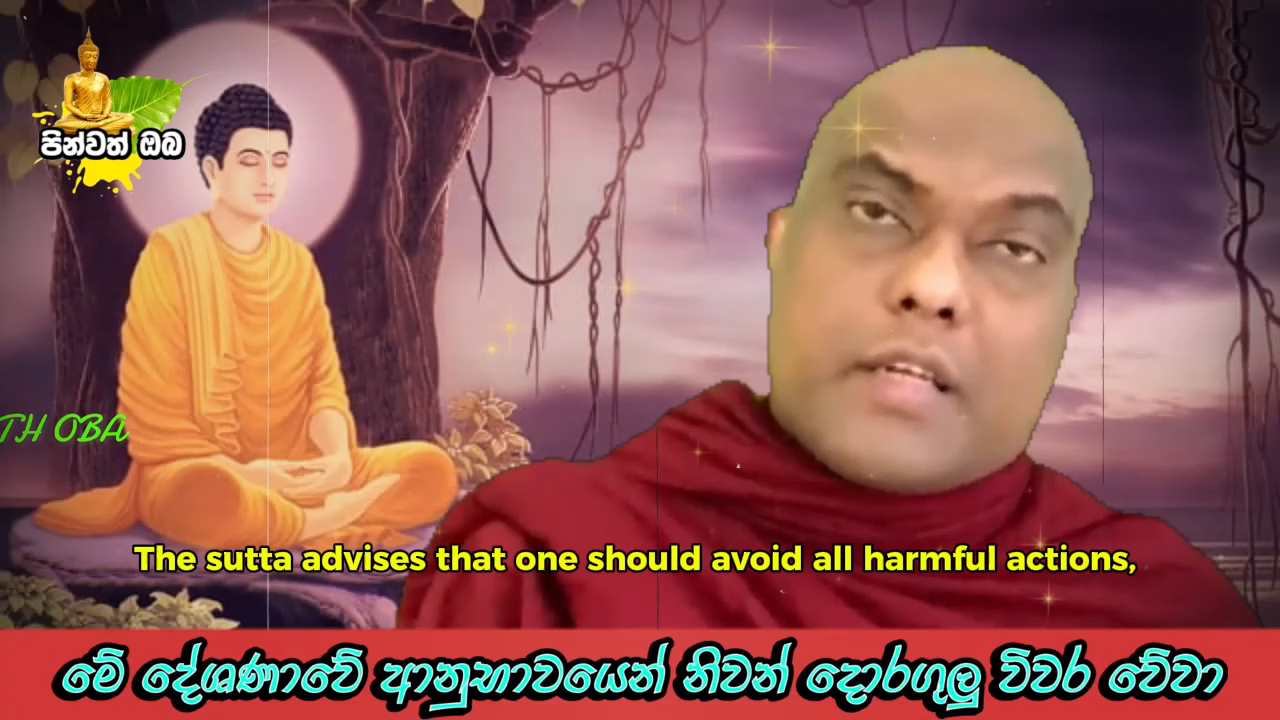 පින්වත් ඔබ
TH OBA
The sutta advises that one should avoid all harmful actions,
මේ දේශණාවේ ආනුභාවයෙන් නිවන් දොරගුලු විවර වේවා